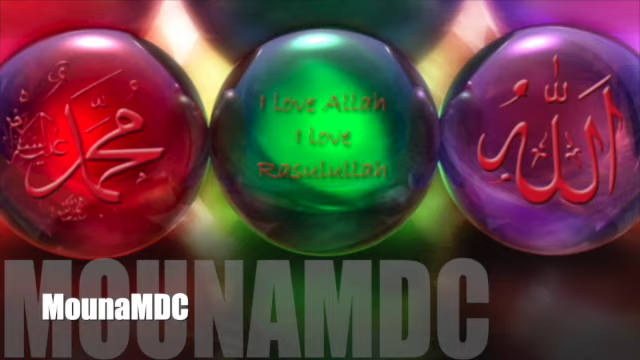 محمد
I love Allah
I love
Rasulullah
الله
MOUNAMDC
MounaMDC